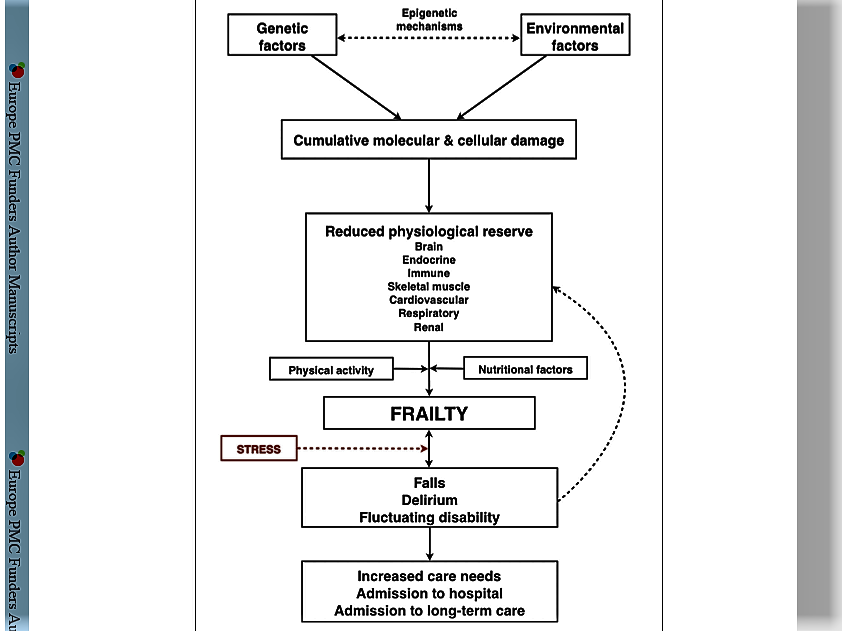 Epigenetic
mechanisms
Genetic
factors
Environmental
factors
Cumulative molecular & cellular damage
Reduced physiological reserve
Brain
Endocrine
Immune
Skeletal muscle
Cardiovascular
Respiratory
Renal
Physical activity
Nutritional factors
FRAILTY
STRESS
Falls
Delirium
Fluctuating disability
Increased care needs
Admission to hospital
Admission to long-term care
Europe PMC Funders Author Manuscripts
Europe PMC Funders Au